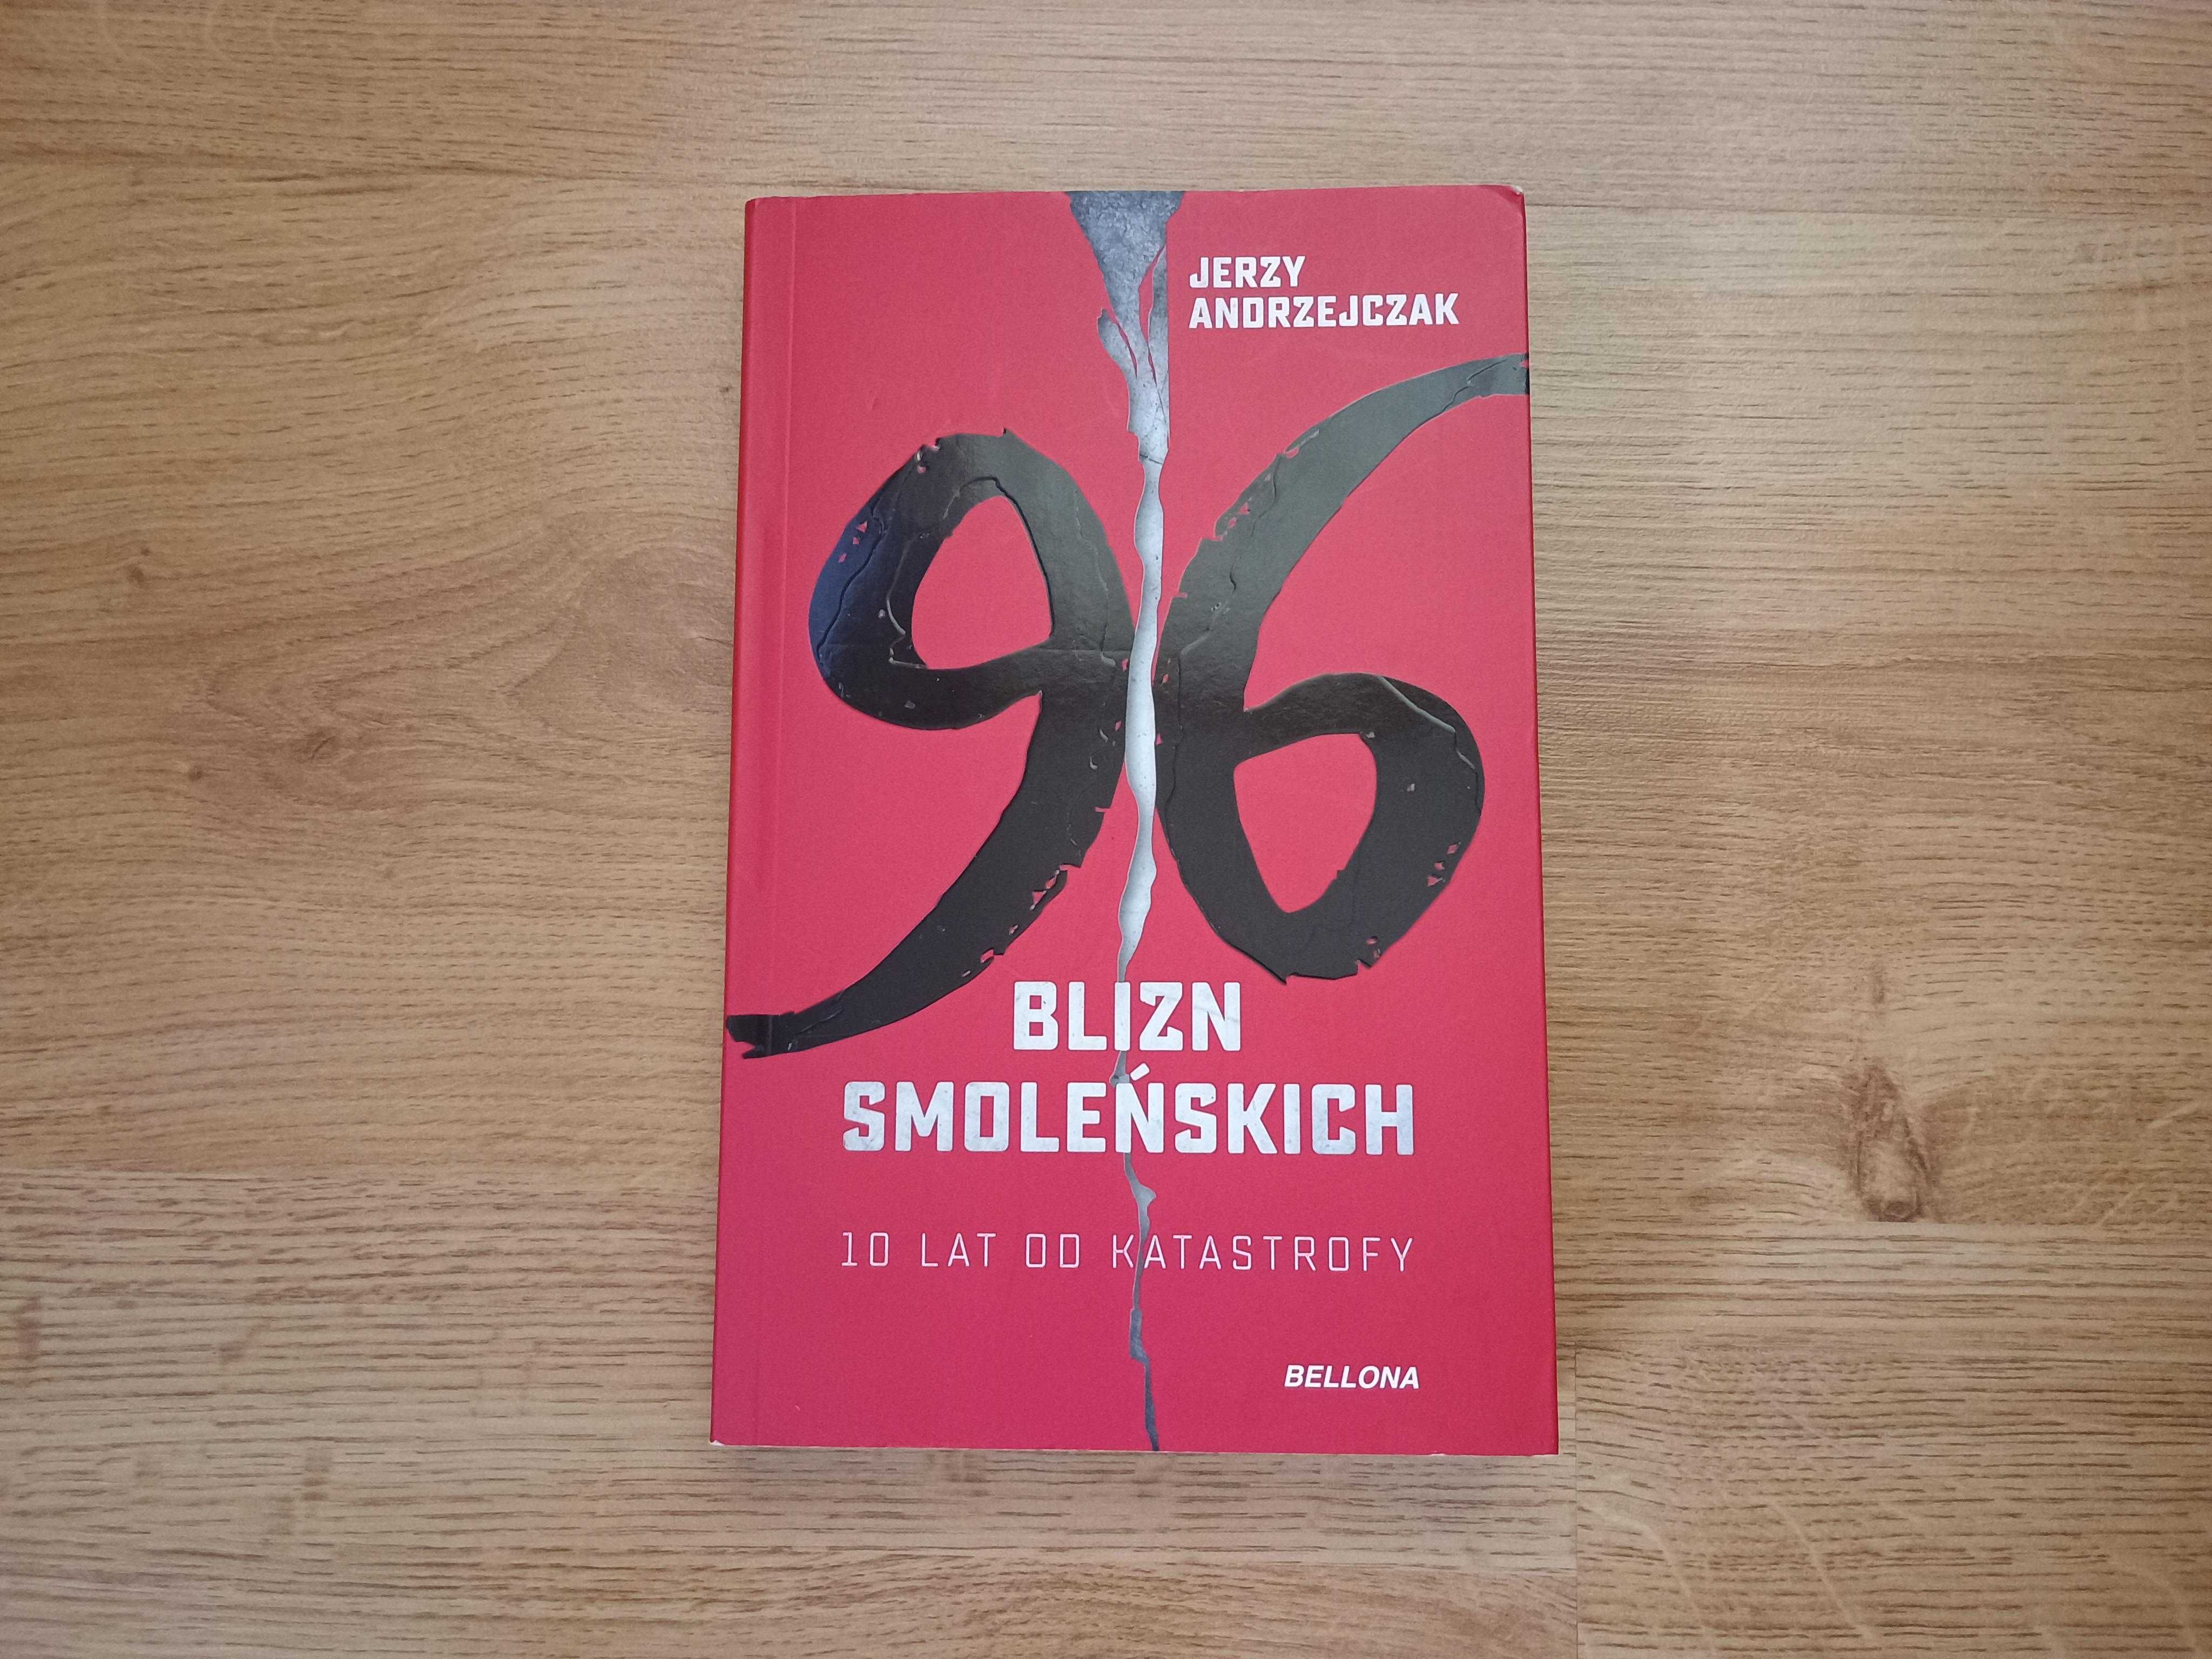 JERZY
ANDRZEJCZAK
96
BLIZN
SMOLEŃSKICH
10 LAT OD KATASTROFY
BELLONA